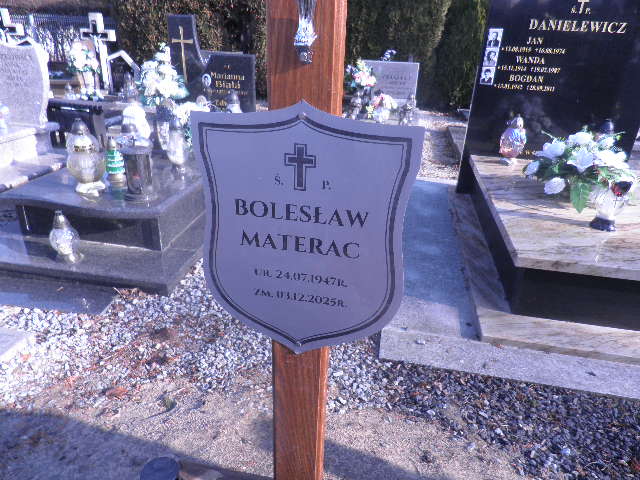 Ś. P.
BOLESŁAW
MATERAC
UR. 24.07.1947R.
ZM. 03.12.2025R.
Marianna
Biała
Ś.P.
DANIELEWICZ
JAN
WANDA
BOGDAN